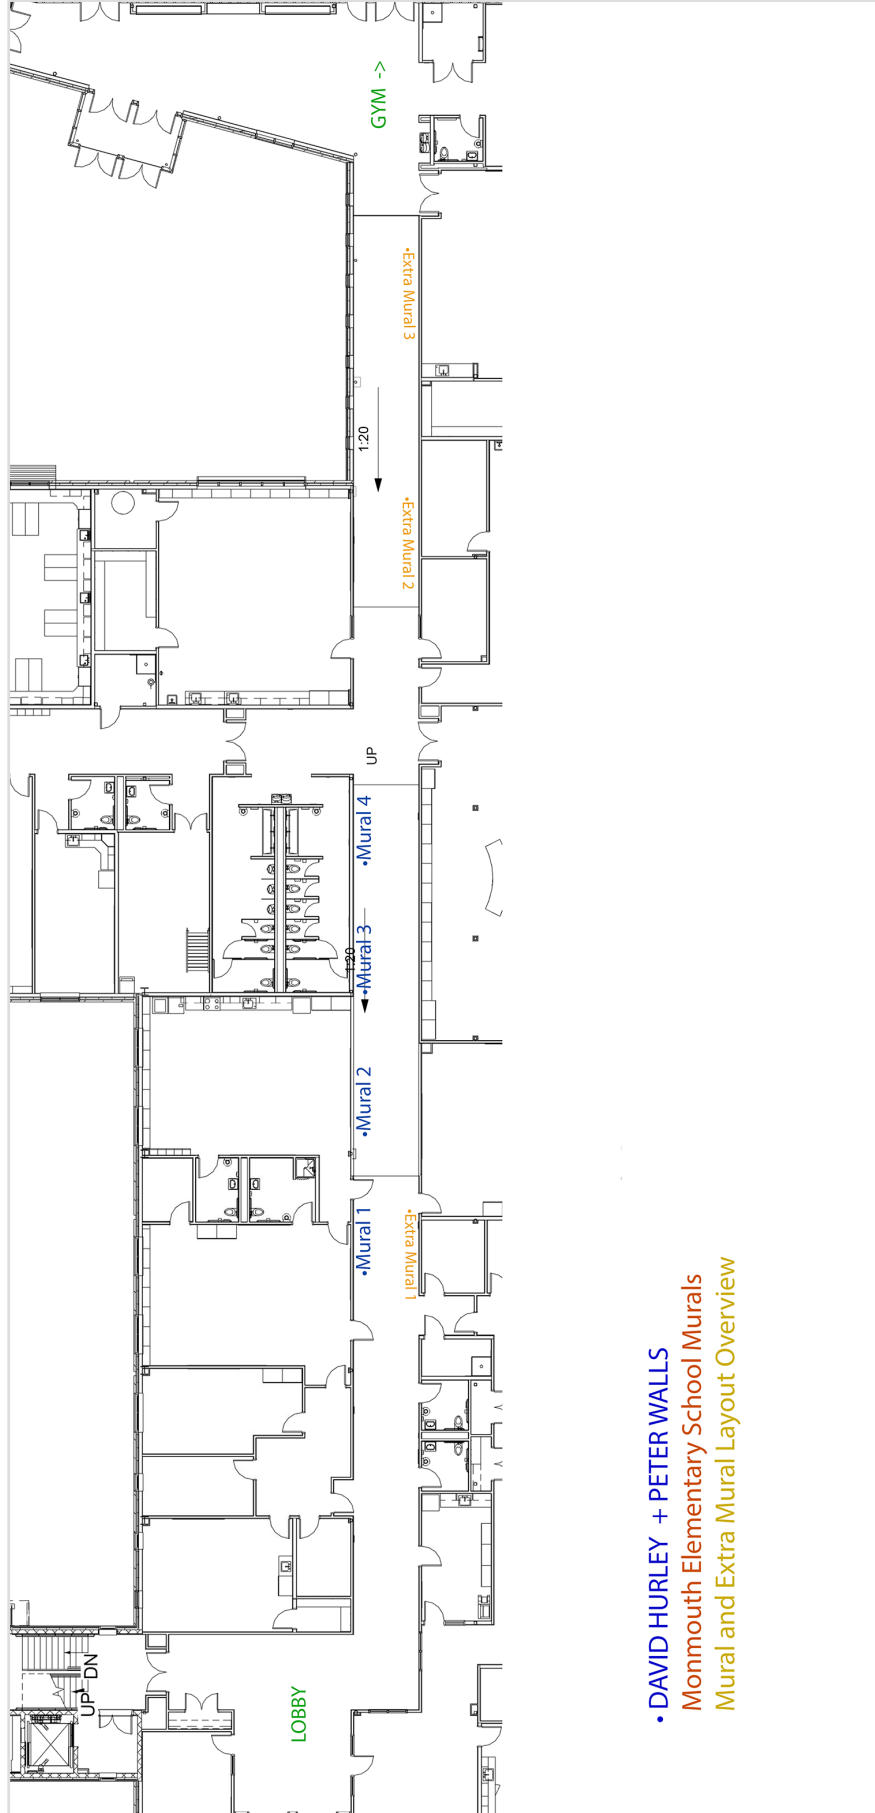 GYM ->
•Extra Mural 3
1:20
•Extra Mural 2
UP
•Mural 4
•Mural 3
1:20
•Mural 2
•Mural 1
•Extra Mural 1
UP
DN
LOBBY
• DAVID HURLEY + PETER WALLS
Monmouth Elementary School Murals
Mural and Extra Mural Layout Overview